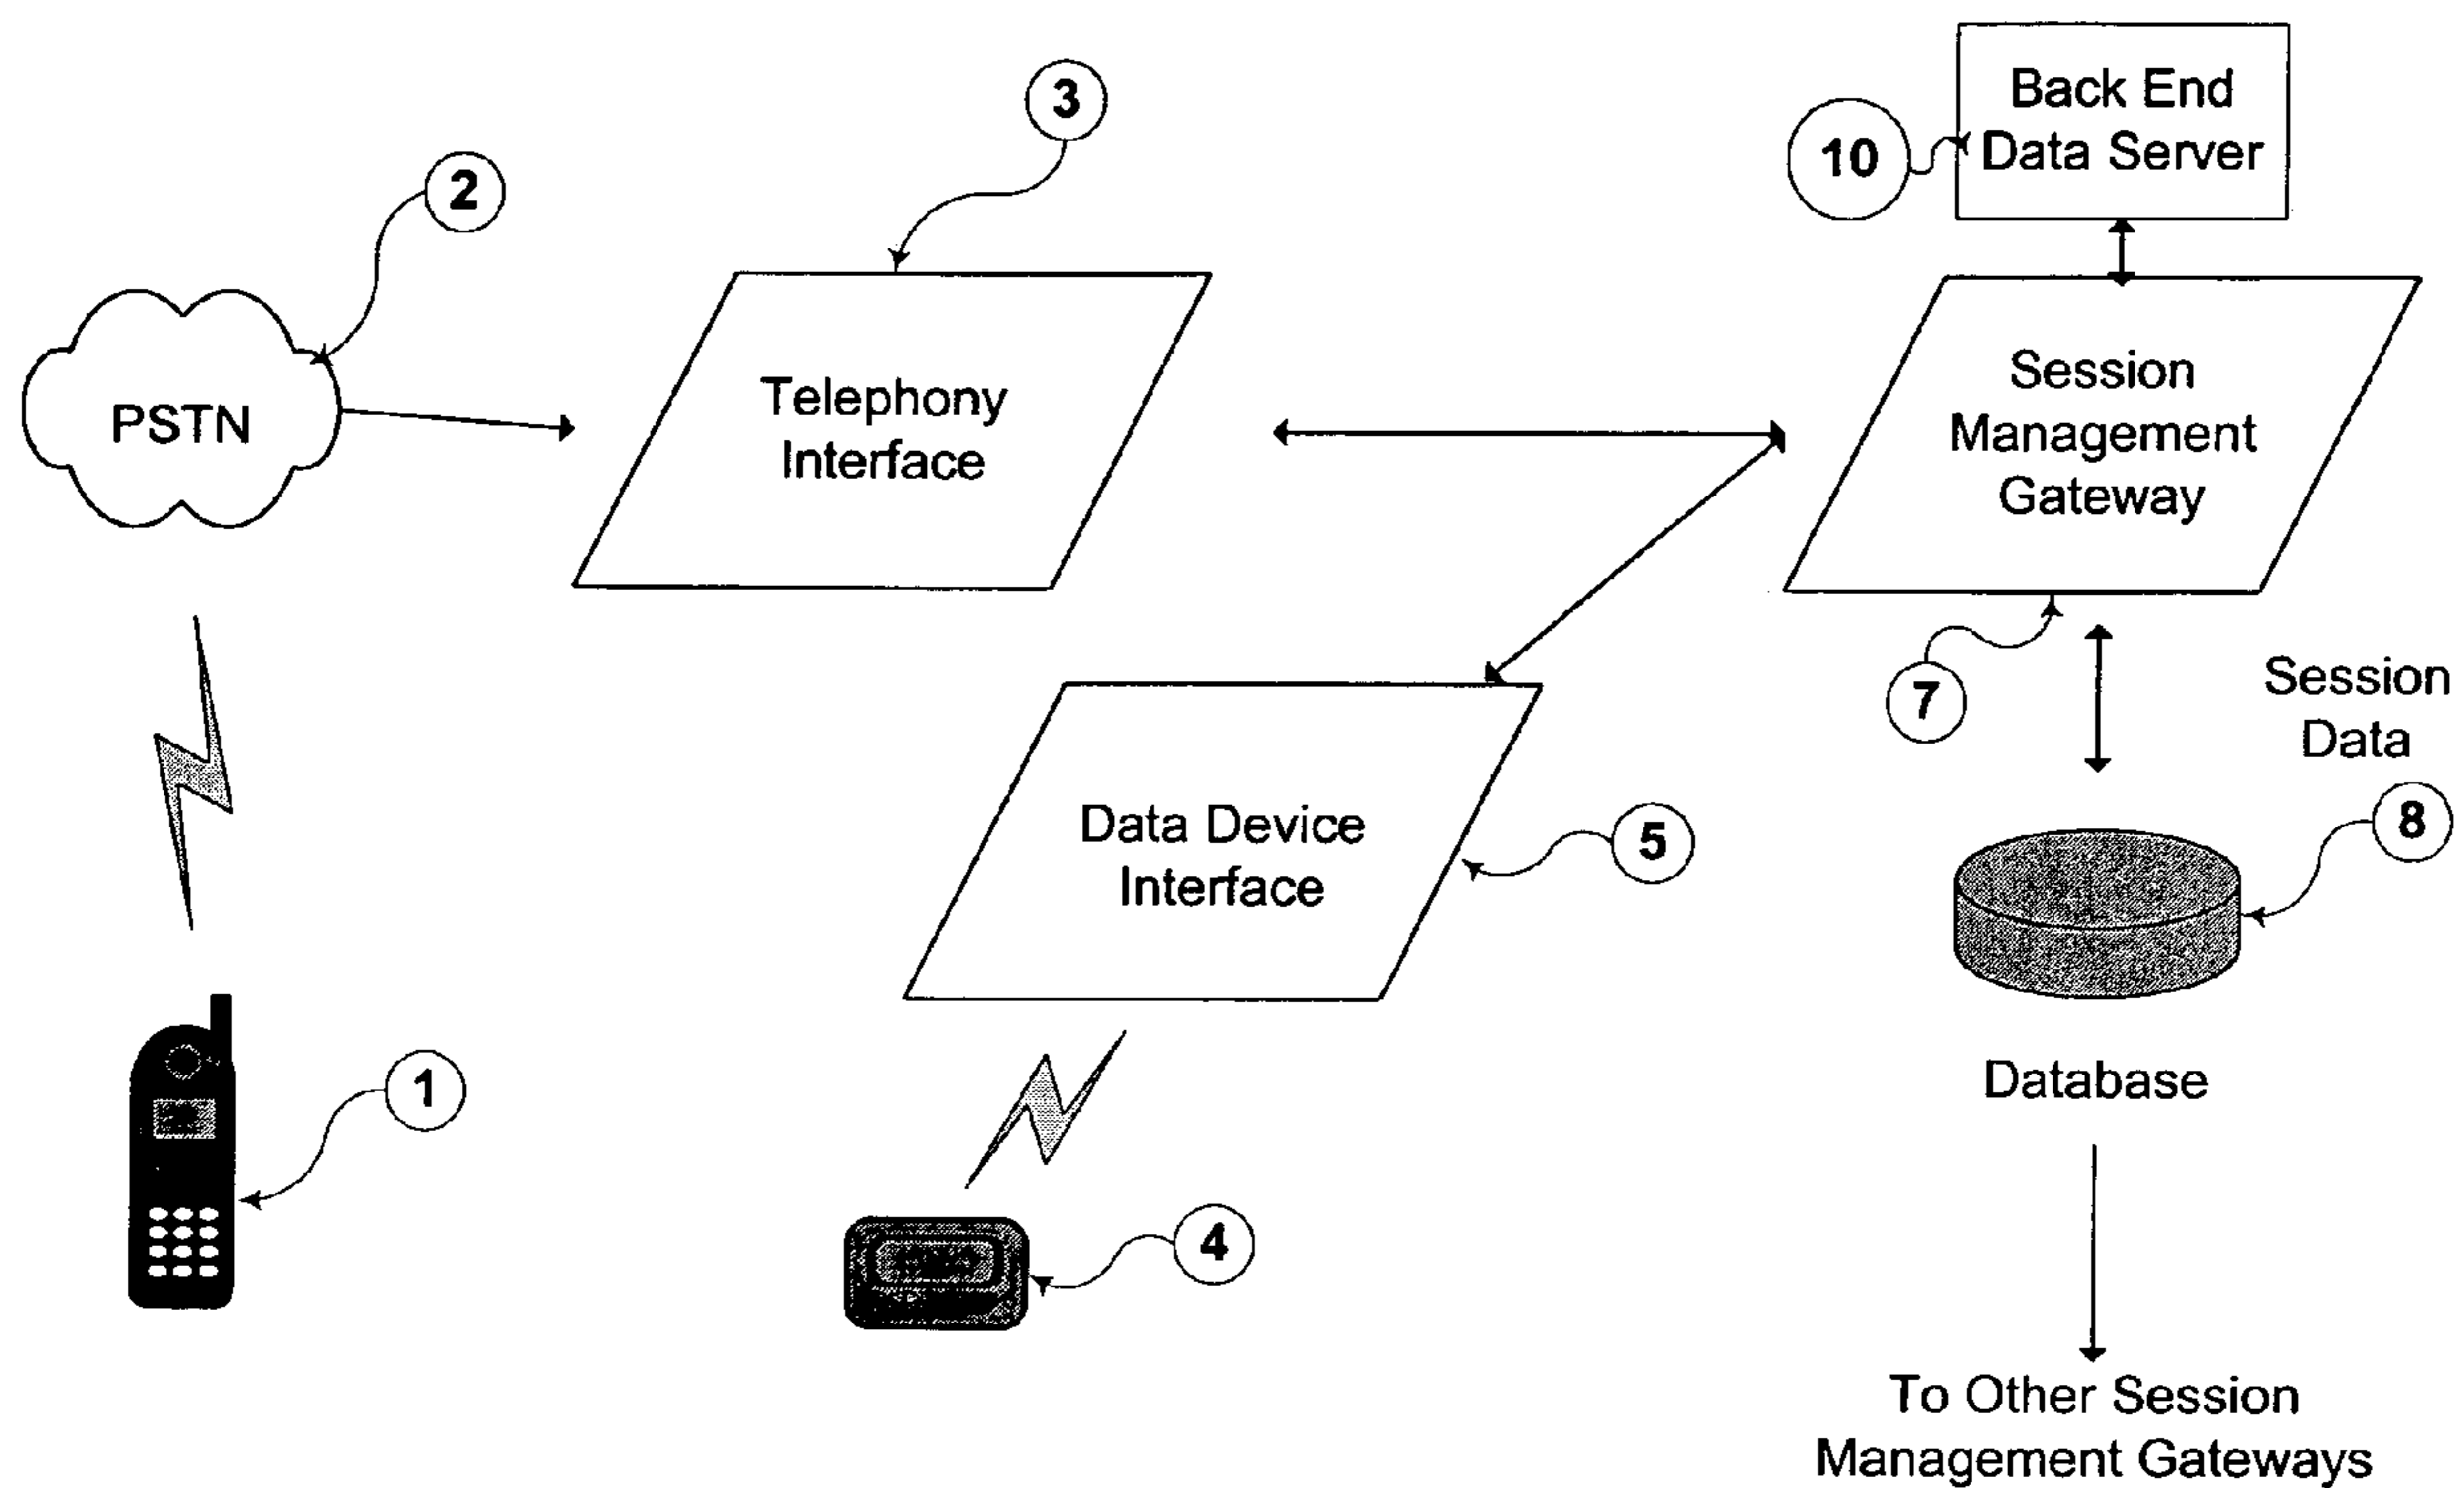 Back End
Data Server
10
3
2
PSTN
Telephony
Interface
Session
Management
Gateway
7
Session
Data
Data Device
Interface
5
8
Database
1
4
To Other Session
Management Gateways